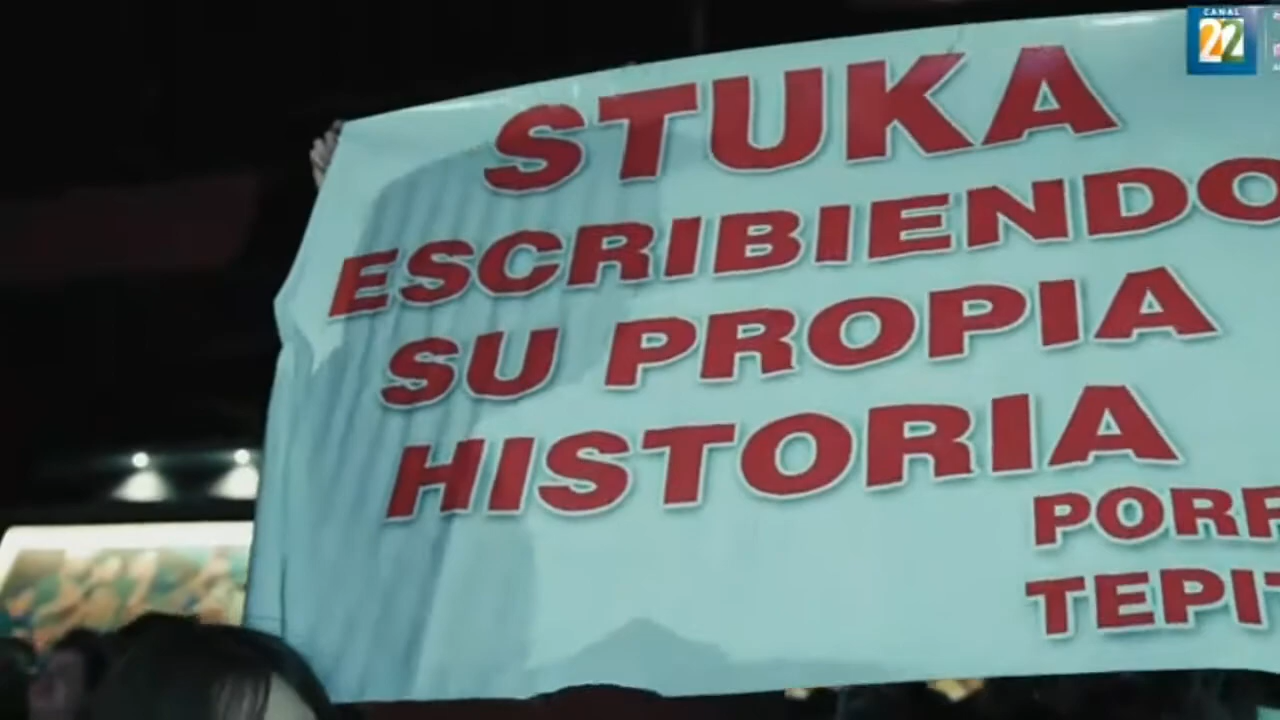 CANAL
22
STUKA
ESCRIBIENDO
SU PROPIA
HISTORIA